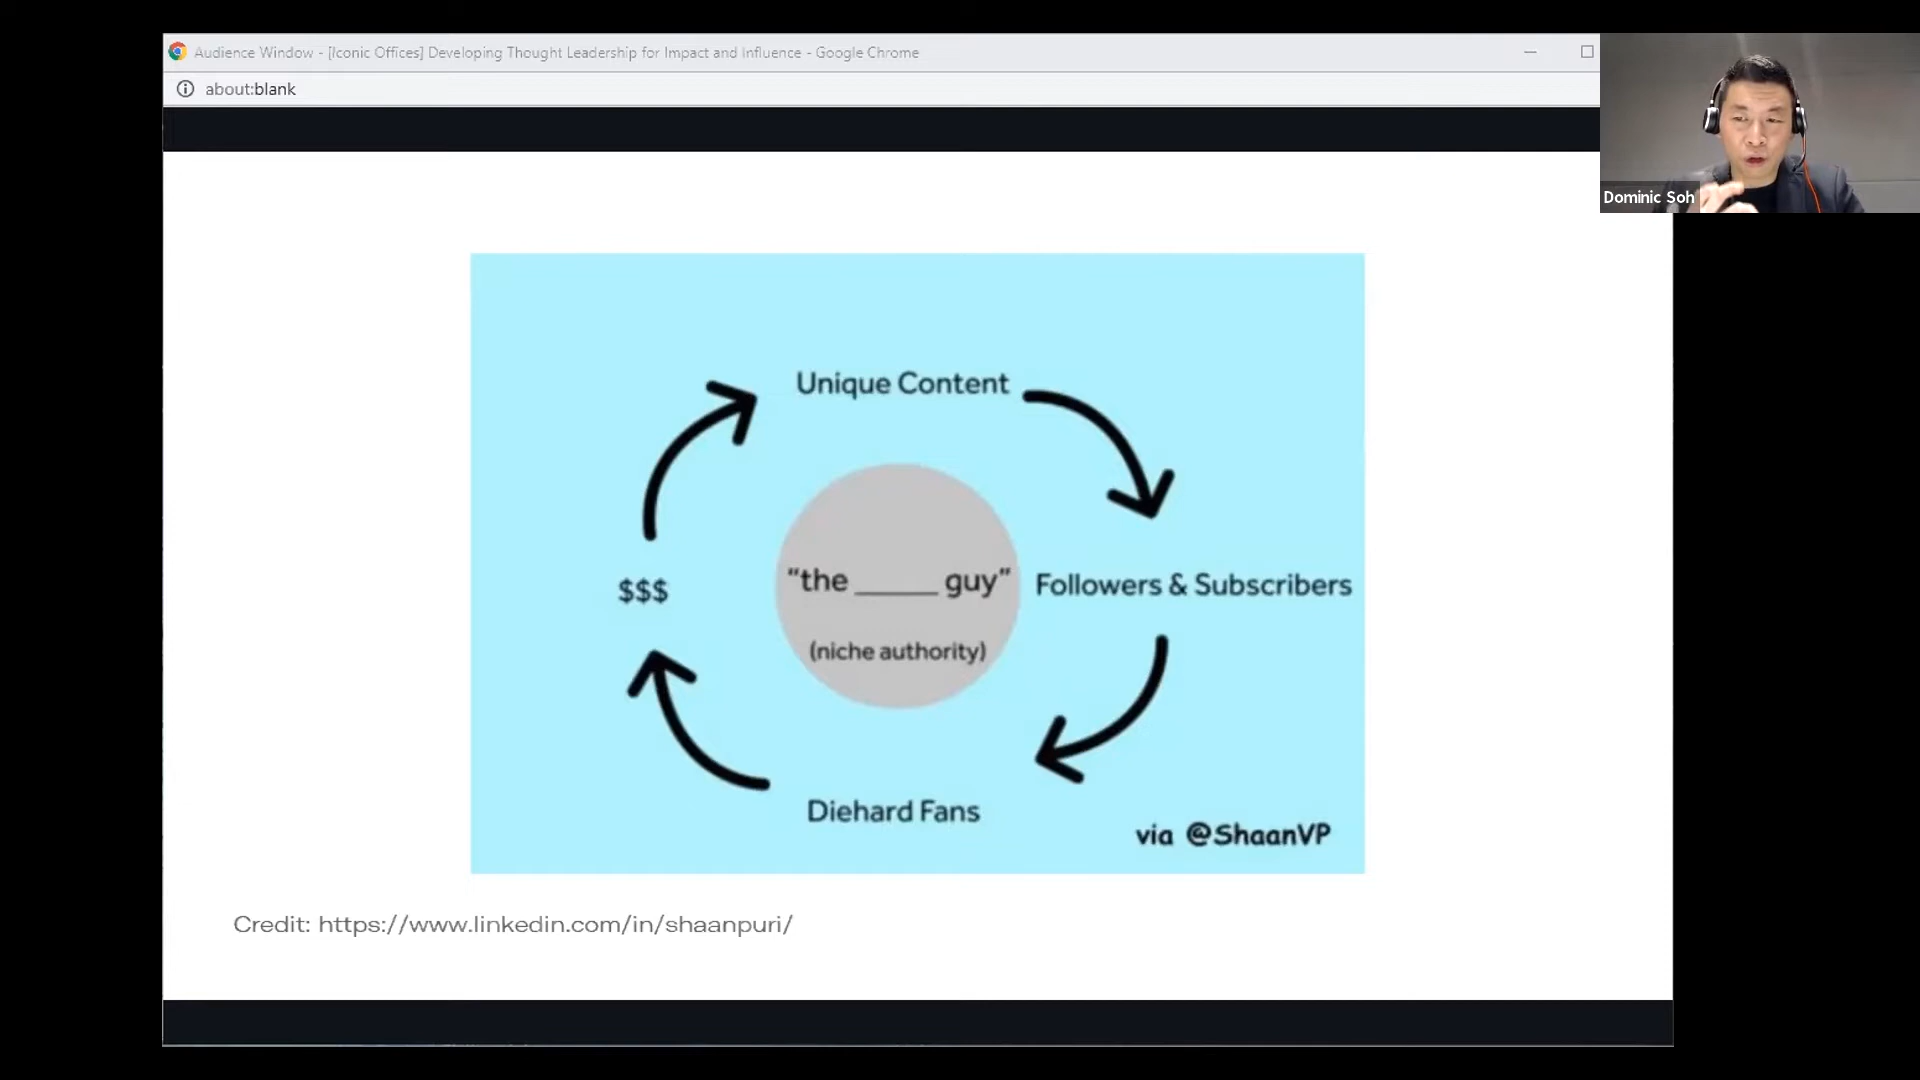 Audience Window - [Iconic Offices] Developing Thought Leadership for Impact and Influence - Google Chrome
about:blank
Dominic Soh
Unique Content
$$$
“the _____ guy”
(niche authority)
Followers & Subscribers
Diehard Fans
via @ShaanVP
Credit: https://www.linkedin.com/in/shaanpuri/